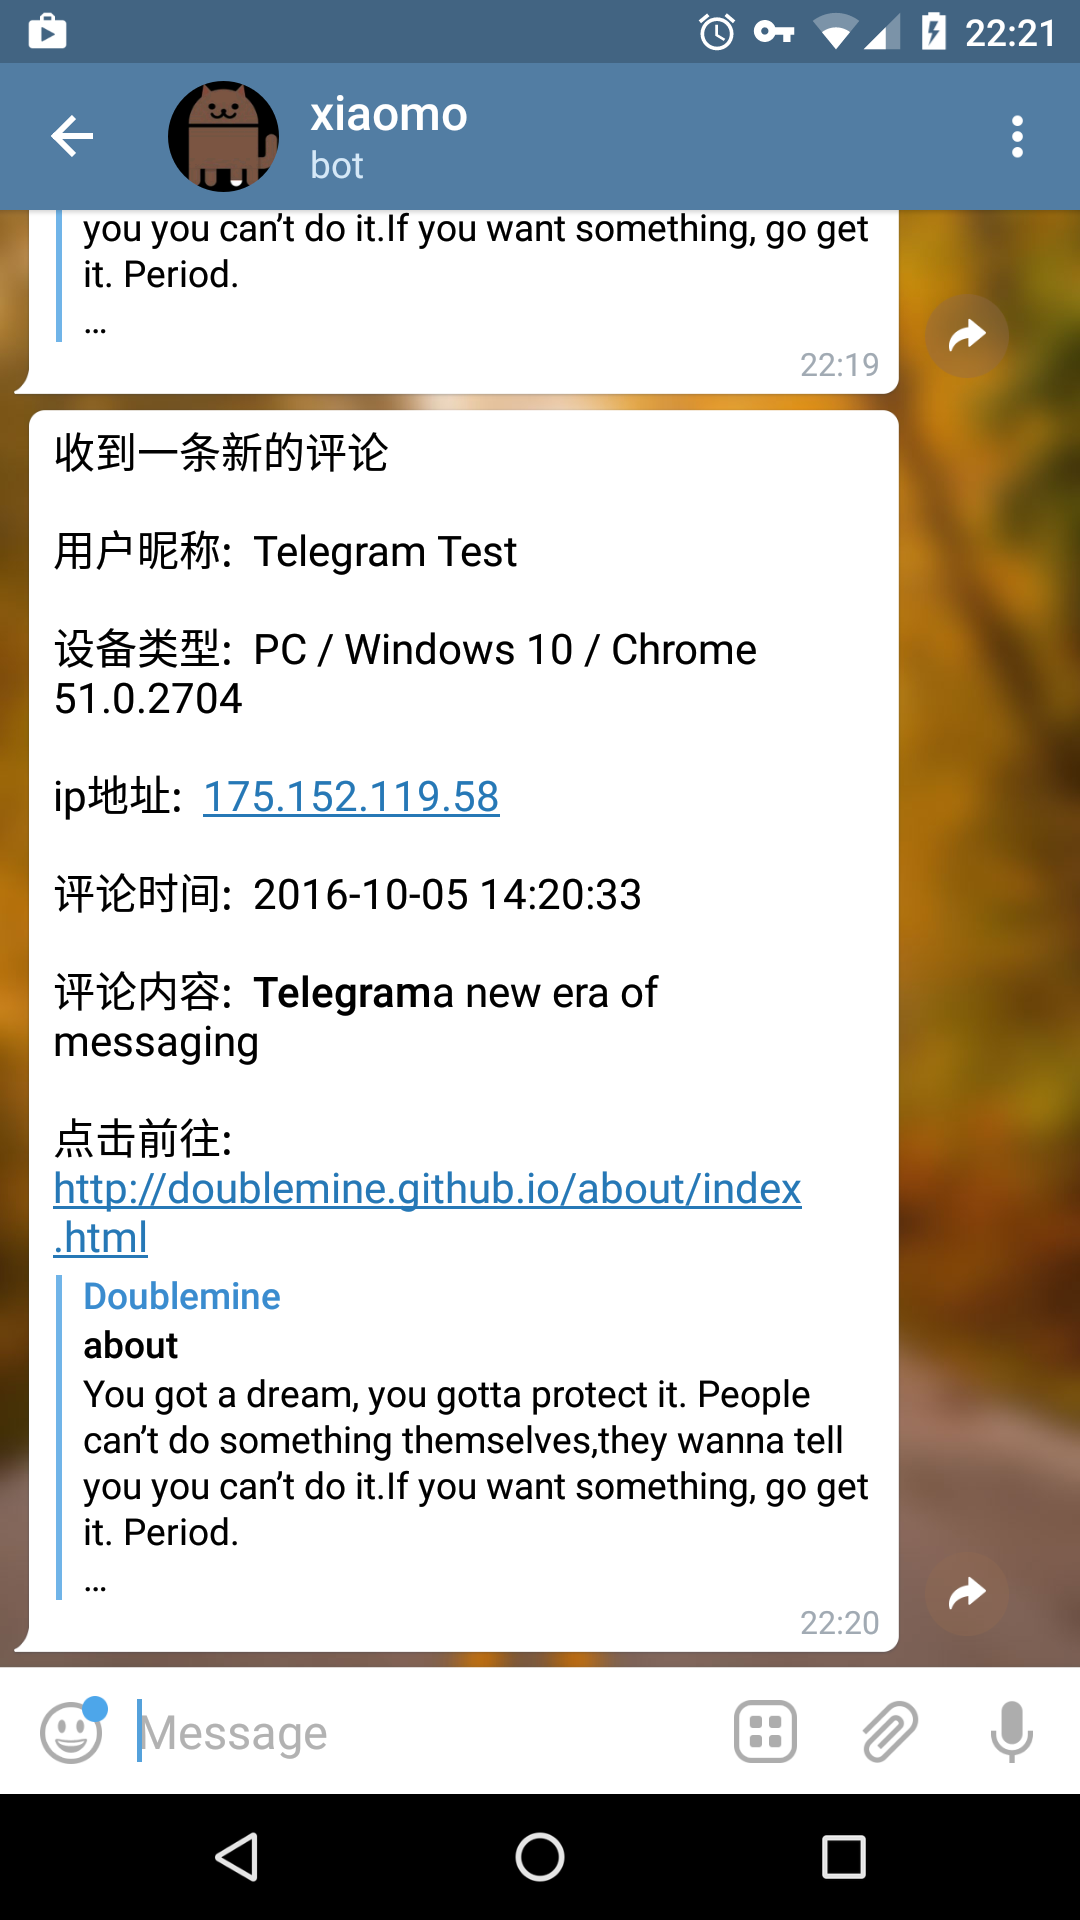 22:21
xiaomo
bot
you you can’t do it.If you want something, go get
it. Period.
...
22:19
收到一条新的评论
用户昵称: Telegram Test
设备类型: PC / Windows 10 / Chrome
51.0.2704
ip地址: 175.152.119.58
评论时间: 2016-10-05 14:20:33
评论内容: Telegrama new era of
messaging
点击前往:
http://doublemine.github.io/about/index
.html
Doublemine
about
You got a dream, you gotta protect it. People
can’t do something themselves,they wanna tell
you you can’t do it.If you want something, go get
it. Period.
...
22:20
Message